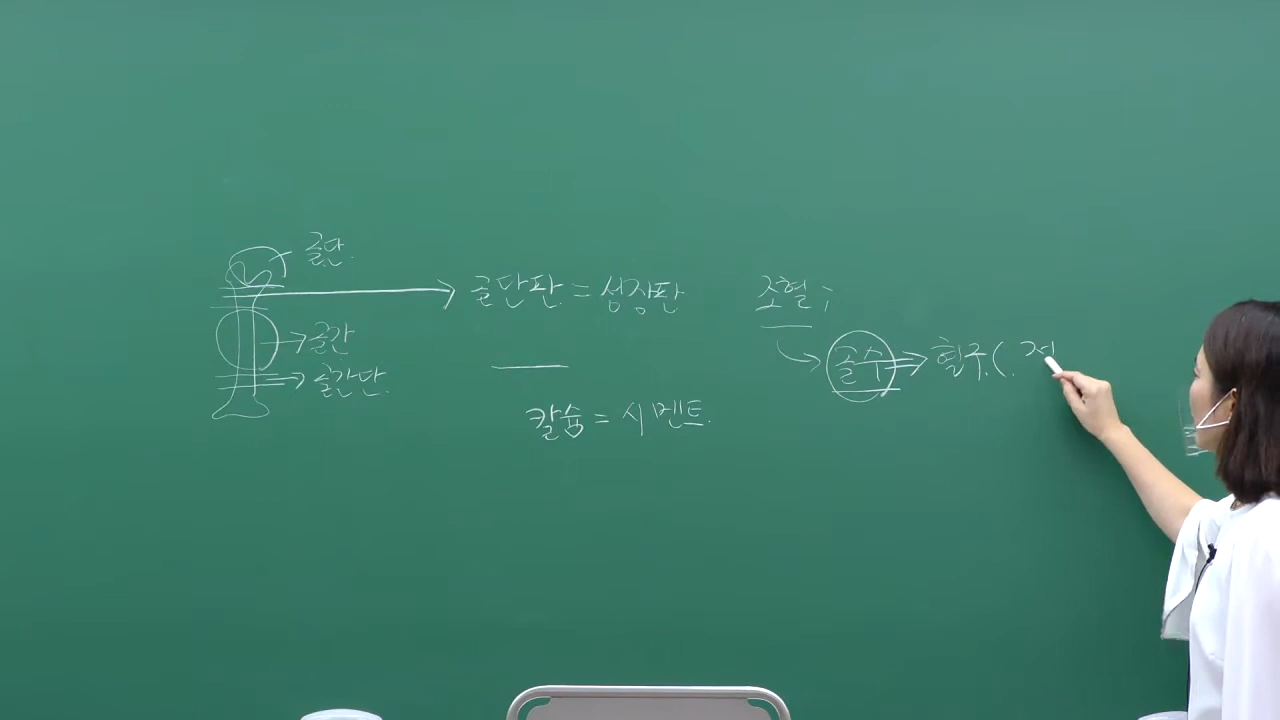 골단.
골단판 = 성장판
골간
골간단.
칼슘 = 시멘트.
조혈;
골수 → 혈구.( 적